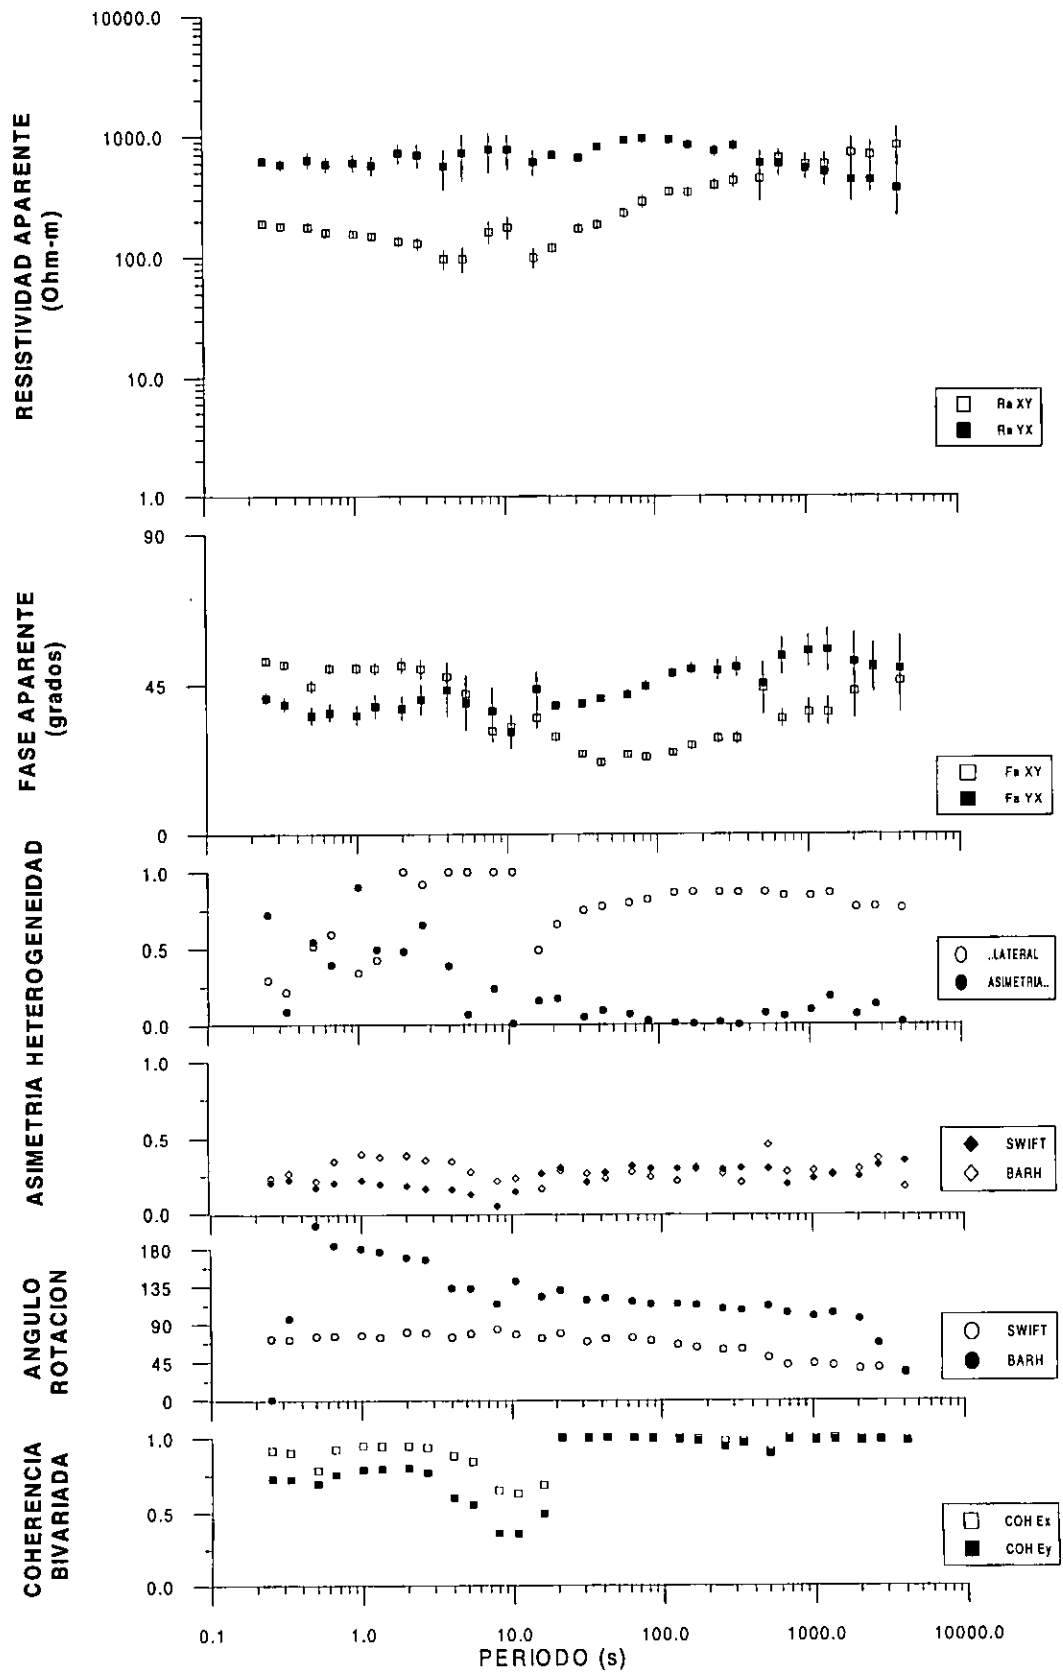 RESISTIVIDAD APARENTE
(Ohm-m)
10000.0
1000.0
100.0
10.0
1.0
Ra XY
Ra YX
FASE APARENTE
(grados)
90
45
0
Fa XY
Fa YX
ASIMETRIA HETEROGENEIDAD
1.0
0.5
0.0
..LATERAL
ASIMETRIA..
1.0
0.5
0.0
SWIFT
BARH
ANGULO
ROTACION
180
135
90
45
0
SWIFT
BARH
COHERENCIA
BIVARIADA
1.0
0.5
0.0
COH Ex
COH Ey
0.1
1.0
10.0
100.0
1000.0
10000.0
PERIODO (s)